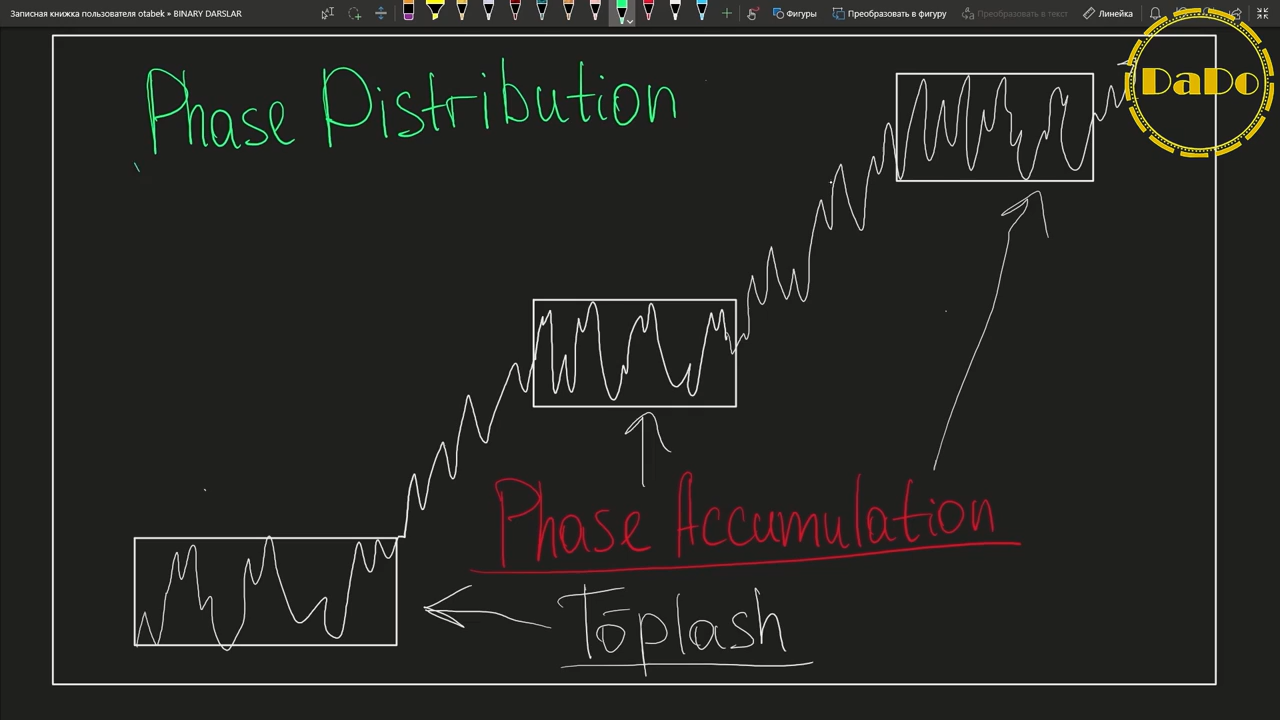 Записная книжка пользователя otabek » BINARY DARSLAR
Фигуры
Преобразовать в фигуру
Преобразовать в текст
Линейка
DaDo
Phase Distribution
Phase Accumulation
Tōplash